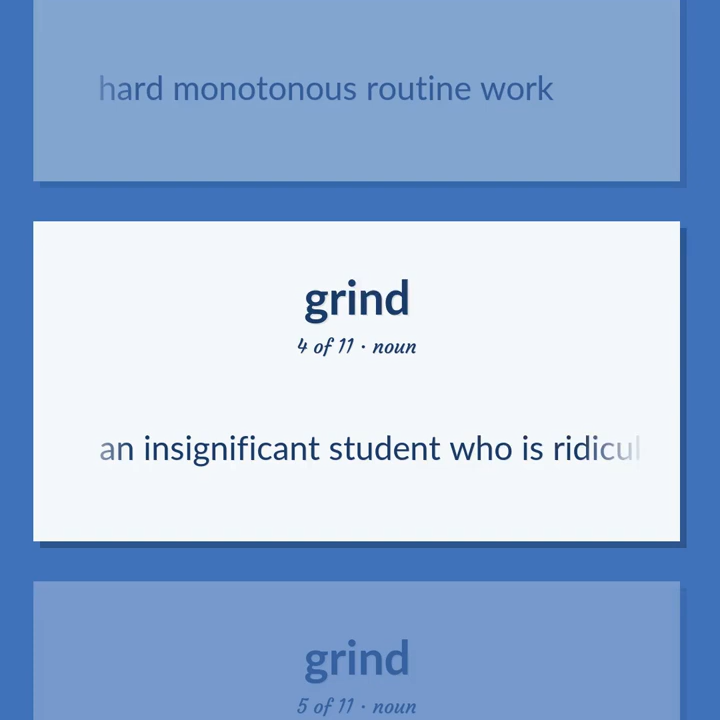 hard monotonous routine work
grind
4 of 11 · noun
an insignificant student who is ridicul
grind
5 of 11 · noun